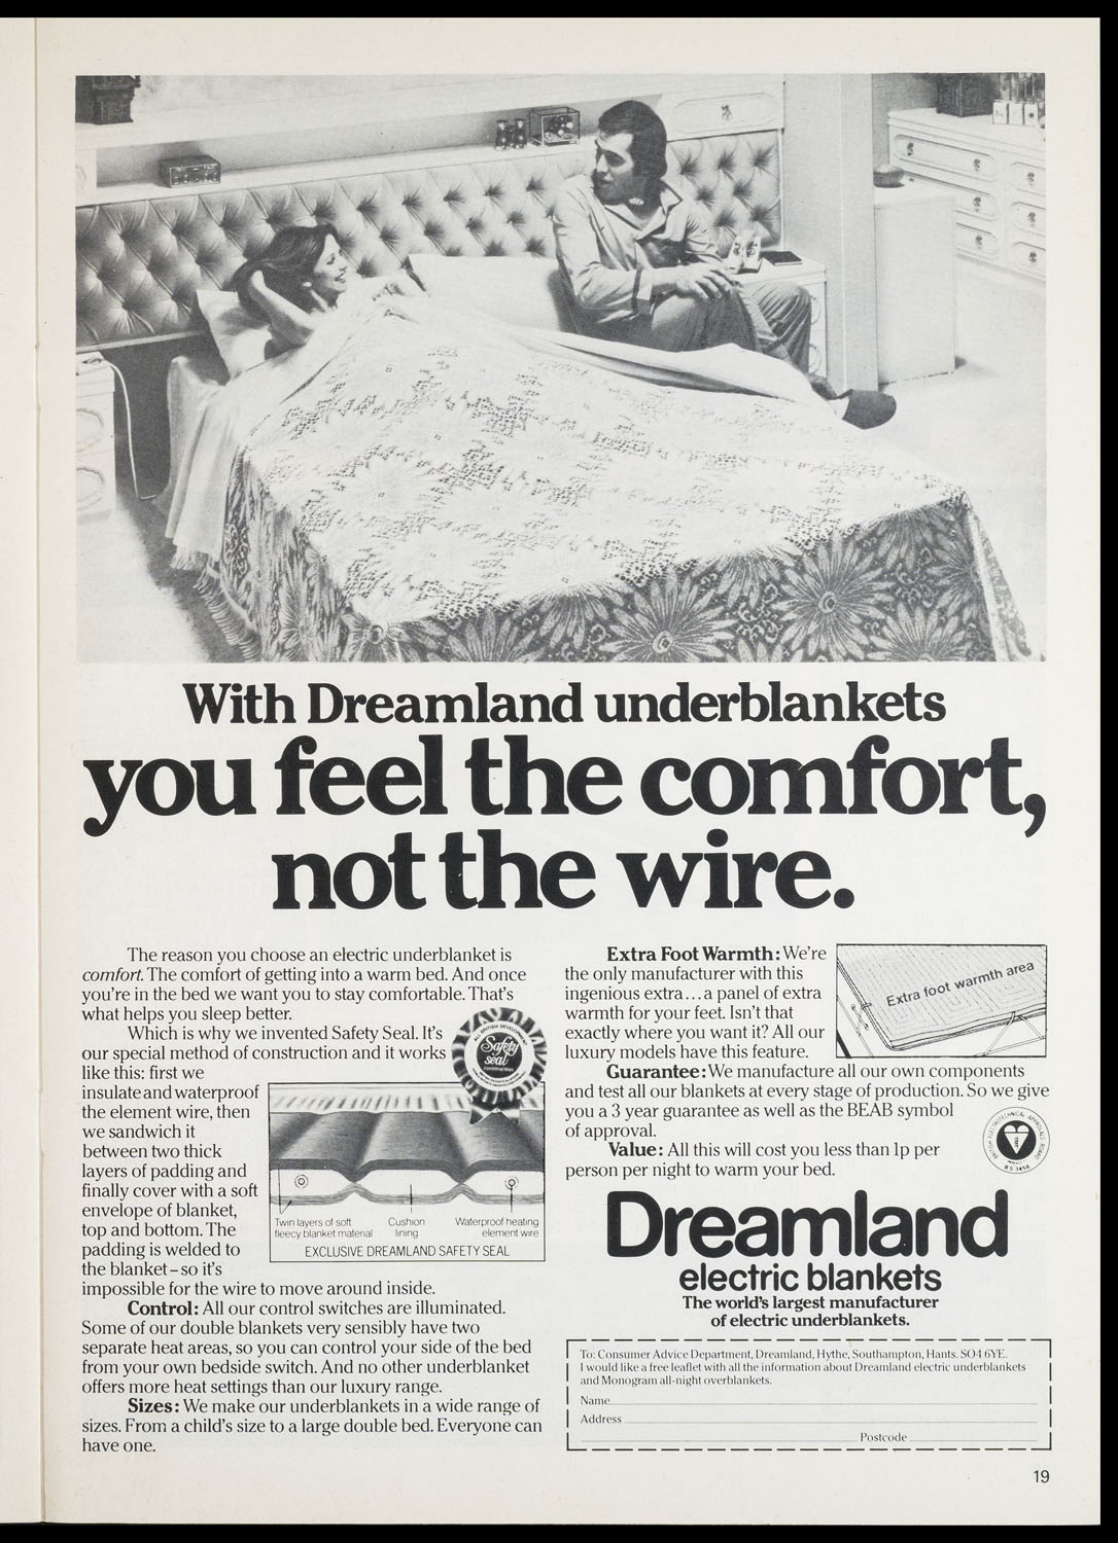 With Dreamland underblankets
you feel the comfort,
not the wire.
The reason you choose an electric underblanket is
comfort. The comfort of getting into a warm bed. And once
you're in the bed we want you to stay comfortable. That's
what helps you sleep better.
Which is why we invented Safety Seal. It's
our special method of construction and it works
like this: first we
insulate and waterproof
the element wire, then
we sandwich it
between two thick
layers of padding and
finally cover with a soft
envelope of blanket,
top and bottom. The
padding is welded to
the blanket – so it's
impossible for the wire to move around inside.
Safety
seal
Twin layers of soft
fleecy blanket material
Cushion
lining
Waterproof heating
element wire
EXCLUSIVE DREAMLAND SAFETY SEAL
Control: All our control switches are illuminated.
Some of our double blankets very sensibly have two
separate heat areas, so you can control your side of the bed
from your own bedside switch. And no other underblanket
offers more heat settings than our luxury range.
Sizes: We make our underblankets in a wide range of
sizes. From a child's size to a large double bed. Everyone can
have one.
Extra Foot Warmth: We're
the only manufacturer with this
ingenious extra...a panel of extra
warmth for your feet. Isn't that
exactly where you want it? All our
luxury models have this feature.
Extra foot warmth area
Guarantee: We manufacture all our own components
and test all our blankets at every stage of production. So we give
you a 3 year guarantee as well as the BEAB symbol
of approval.
Value: All this will cost you less than 1p per
person per night to warm your bed.
Dreamland
electric blankets
The world's largest manufacturer
of electric underblankets.
To: Consumer Advice Department, Dreamland, Hythe, Southampton, Hants. SO4 6YE.
I would like a free leaflet with all the information about Dreamland electric underblankets
and Monogram all-night overblankets.
Name
Address
Postcode
19